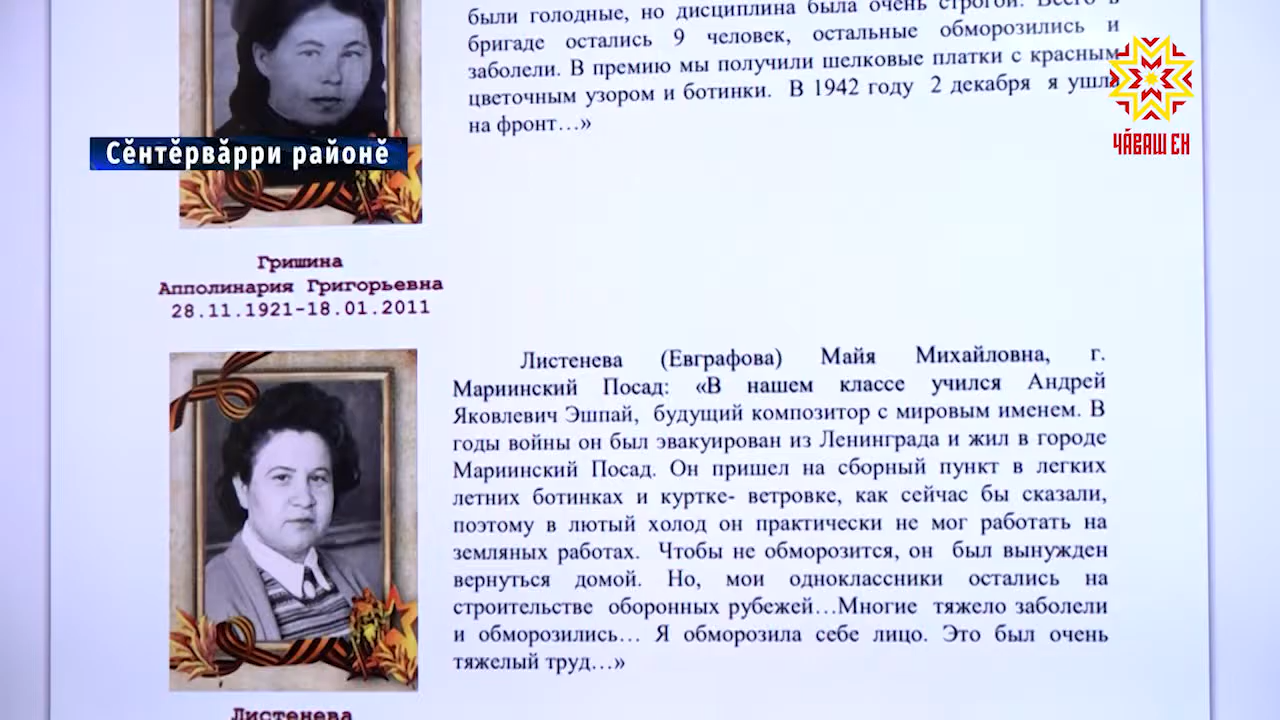 были голодные, но дисциплина была очень строгой. Всего в
бригаде остались 9 человек, остальные обморозились и
заболели. В премию мы получили шелковые платки с красным
цветочным узором и ботинки. В 1942 году 2 декабря я ушла
на фронт…»
ЧӐВАШ ЕН
Сӗнтӗрвӑрри районӗ
Гришина
Апполинария Григорьевна
28.11.1921-18.01.2011
Листенева (Евграфова) Майя Михайловна, г.
Мариинский Посад: «В нашем классе учился Андрей
Яковлевич Эшпай, будущий композитор с мировым именем. В
годы войны он был эвакуирован из Ленинграда и жил в городе
Мариинский Посад. Он пришел на сборный пункт в легких
летних ботинках и куртке- ветровке, как сейчас бы сказали,
поэтому в лютый холод он практически не мог работать на
земляных работах. Чтобы не обморозится, он был вынужден
вернуться домой. Но, мои одноклассники остались на
строительстве оборонных рубежей…Многие тяжело заболели
и обморозились… Я обморозила себе лицо. Это был очень
тяжелый труд…»
Листенева